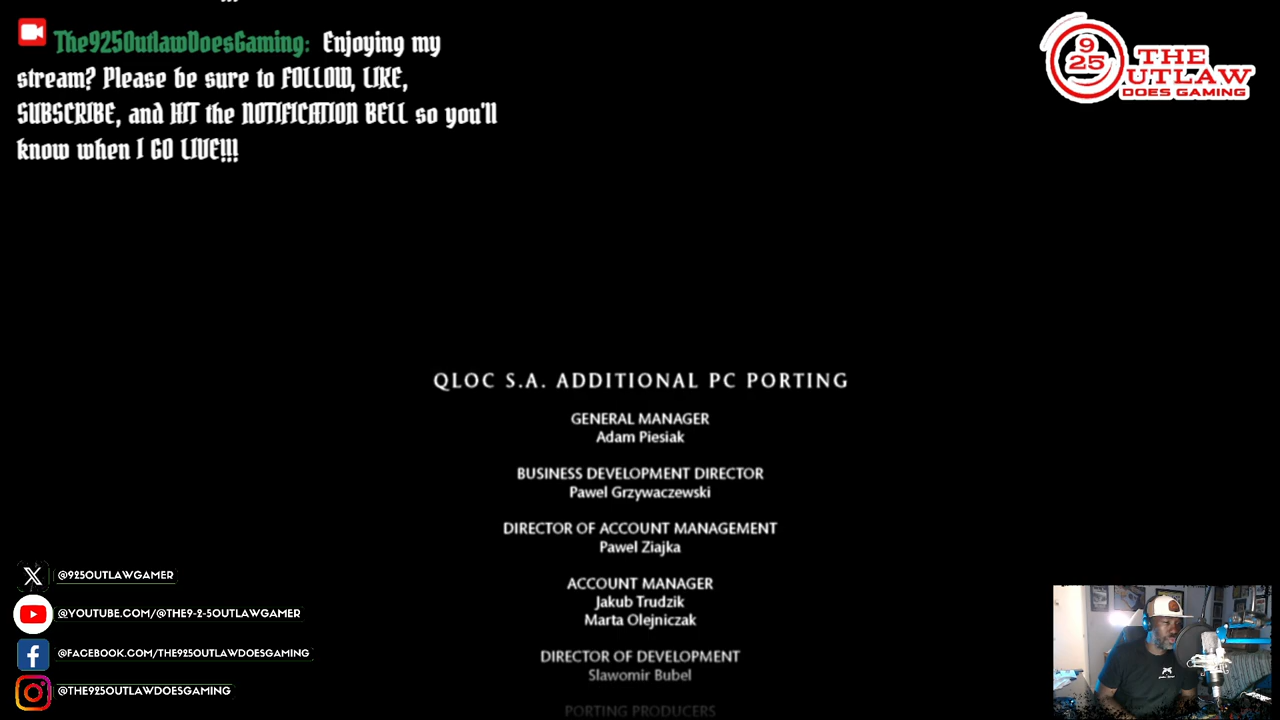 The925OutlawDoesGaming: Enjoying my
stream? Please be sure to FOLLOW, LIKE,
SUBSCRIBE, and HIT the NOTIFICATION BELL so you'll
know when I GO LIVE!!!
9
25
THE
OUTLAW
DOES GAMING
QLOC S.A. ADDITIONAL PC PORTING
GENERAL MANAGER
Adam Piesiak
BUSINESS DEVELOPMENT DIRECTOR
Pawel Grzywaczewski
DIRECTOR OF ACCOUNT MANAGEMENT
Pawel Ziajka
ACCOUNT MANAGER
Jakub Trudzik
Marta Olejniczak
DIRECTOR OF DEVELOPMENT
Slawomir Bubel
PORTING PRODUCERS
@925OUTLAWGAMER
@YOUTUBE.COM/@THE9-2-5OUTLAWGAMER
@FACEBOOK.COM/THE925OUTLAWDOESGAMING
@THE925OUTLAWDOESGAMING